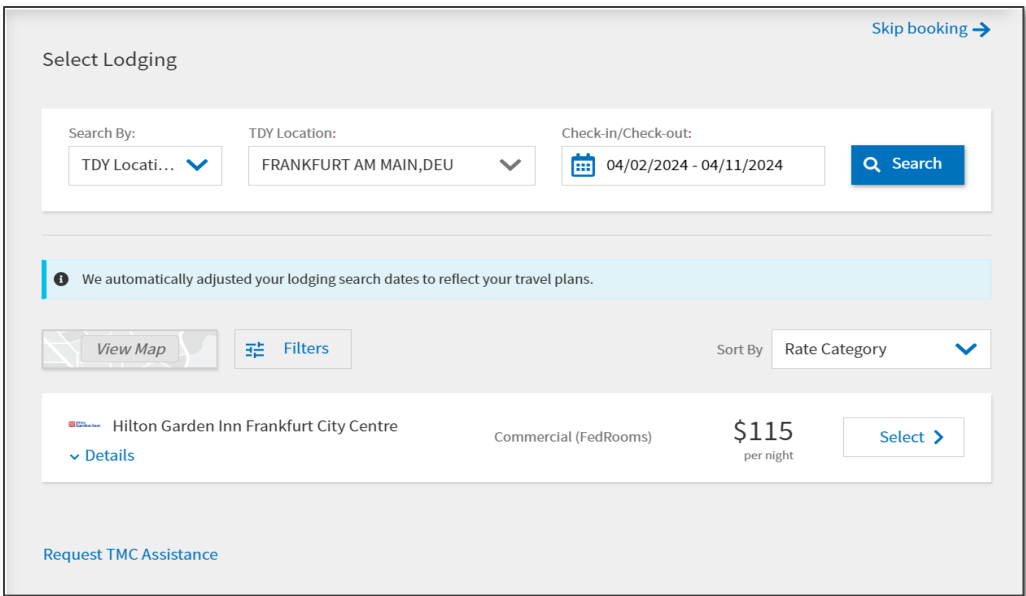 Skip booking
Select Lodging
Search By: TDY Location: Check-in/Check-out:
TDY Locati... FRANKFURT AM MAIN,DEU 04/02/2024 - 04/11/2024 Search
We automatically adjusted your lodging search dates to reflect your travel plans.
View Map Filters Sort By Rate Category
Hilton Garden Inn Frankfurt City Centre Commercial (FedRooms) $115 Select
Details per night
Request TMC Assistance